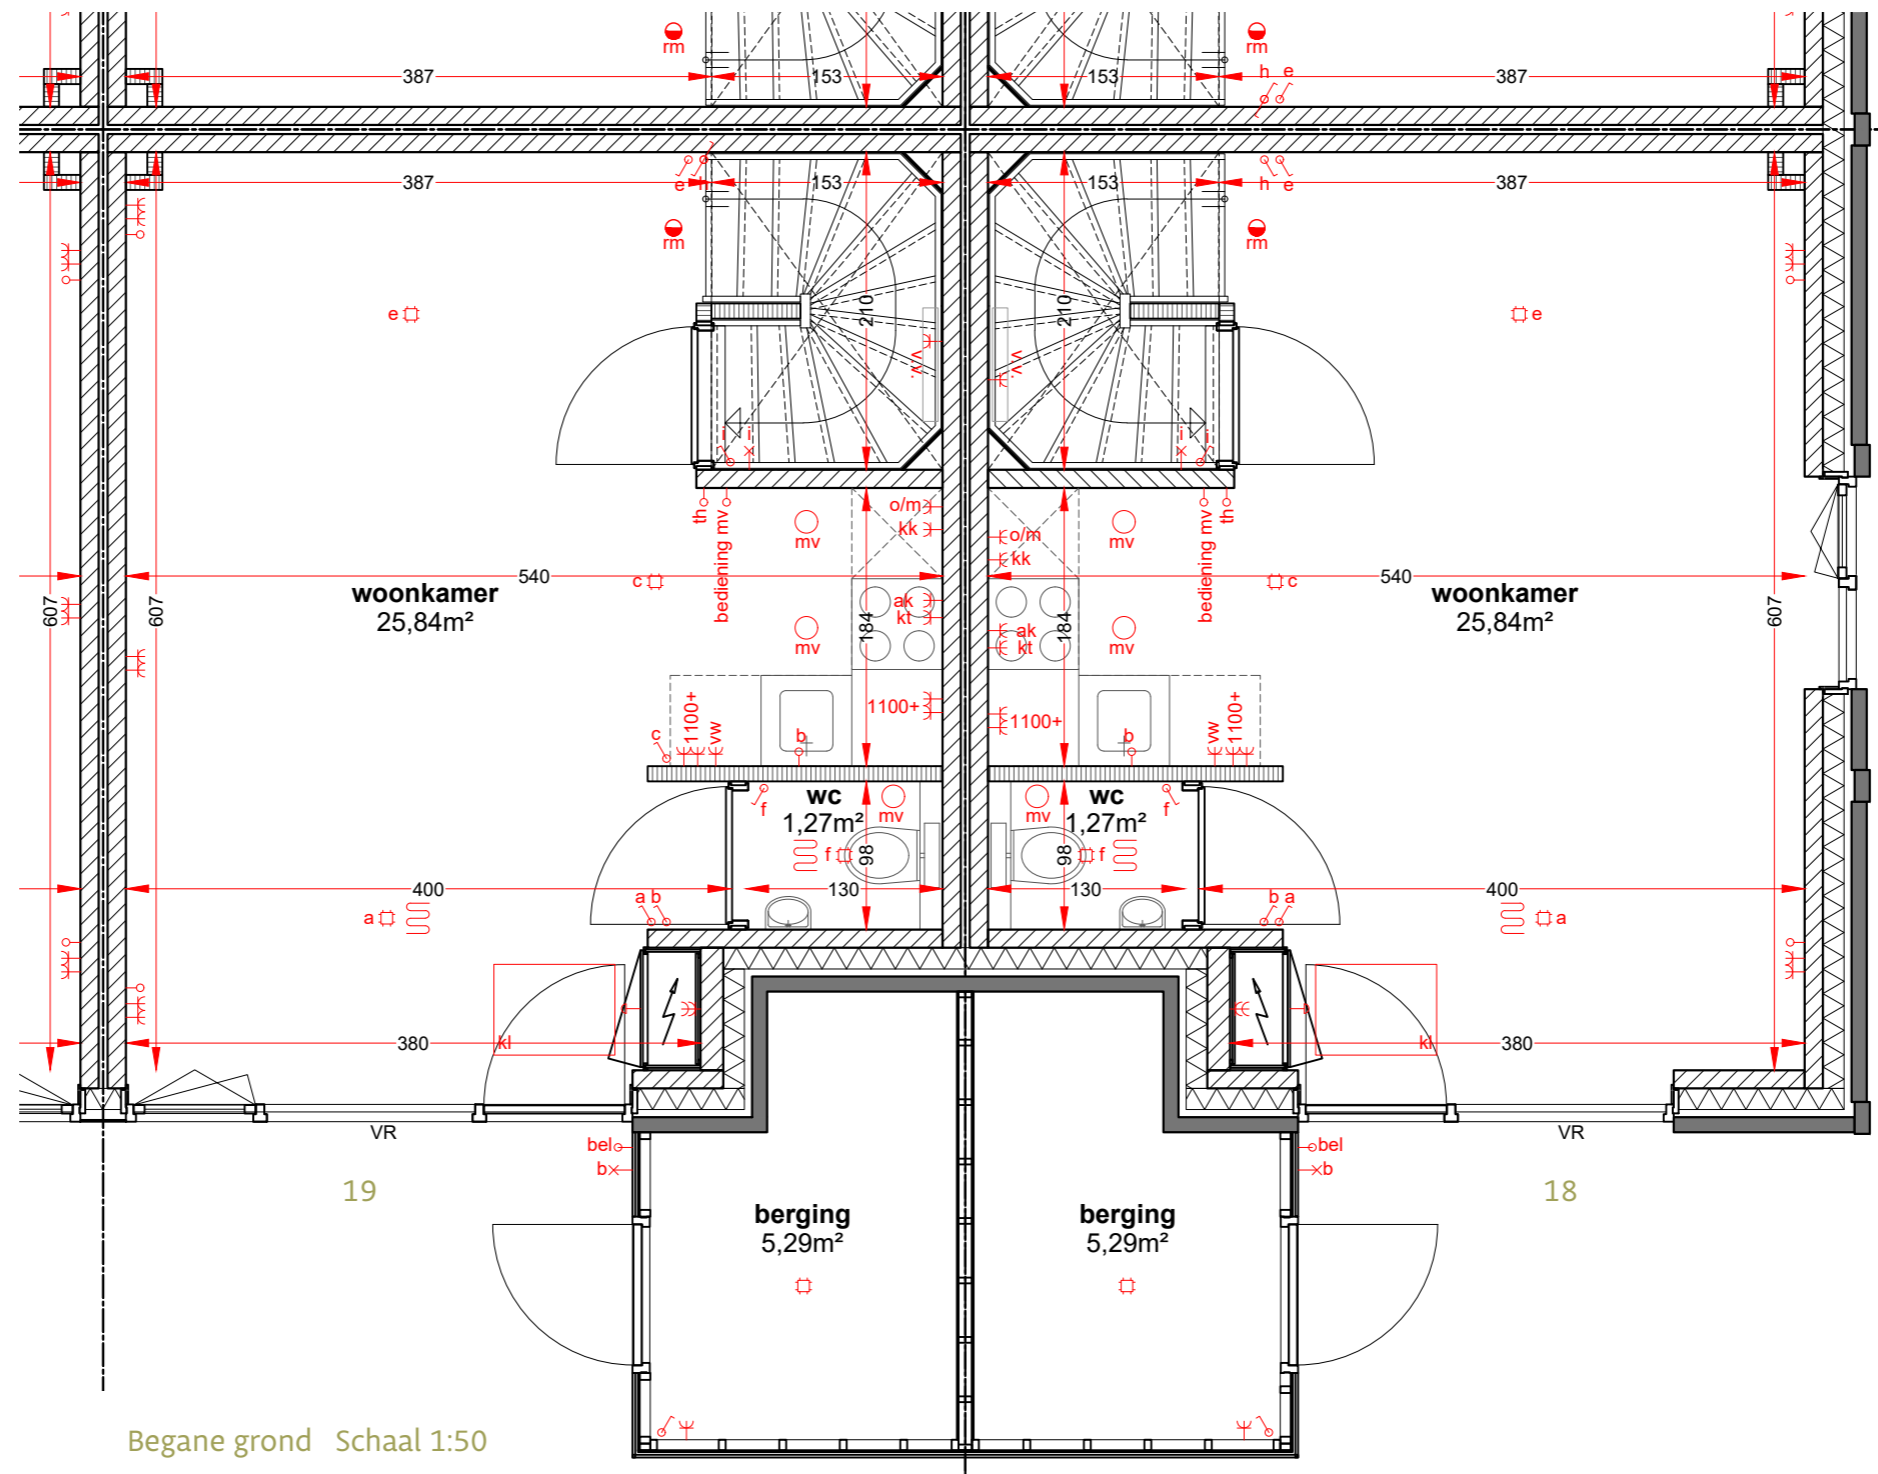 rm
rm
387
153
153
h e
387
387
153
153
387
e h
h e
rm
rm
210
210
e
e
v.v.
v.v.
i i
i i
th
bediening mv
mv
o/m
kk
o/m
kk
mv
bediening mv
th
540
540
c
c
woonkamer
25,84m²
woonkamer
25,84m²
607
607
607
184
184
ak
kt
ak
kt
mv
mv
1100+
1100+
c
1100+
vw
b
b
vw
1100+
wc
1,27m²
wc
1,27m²
f
mv
mv
f
f
98
98
f
400
130
130
400
a
a b
b a
a
kl
kl
380
380
VR
VR
bel
b
bel
b
19
18
berging
5,29m²
berging
5,29m²
Begane grond Schaal 1:50